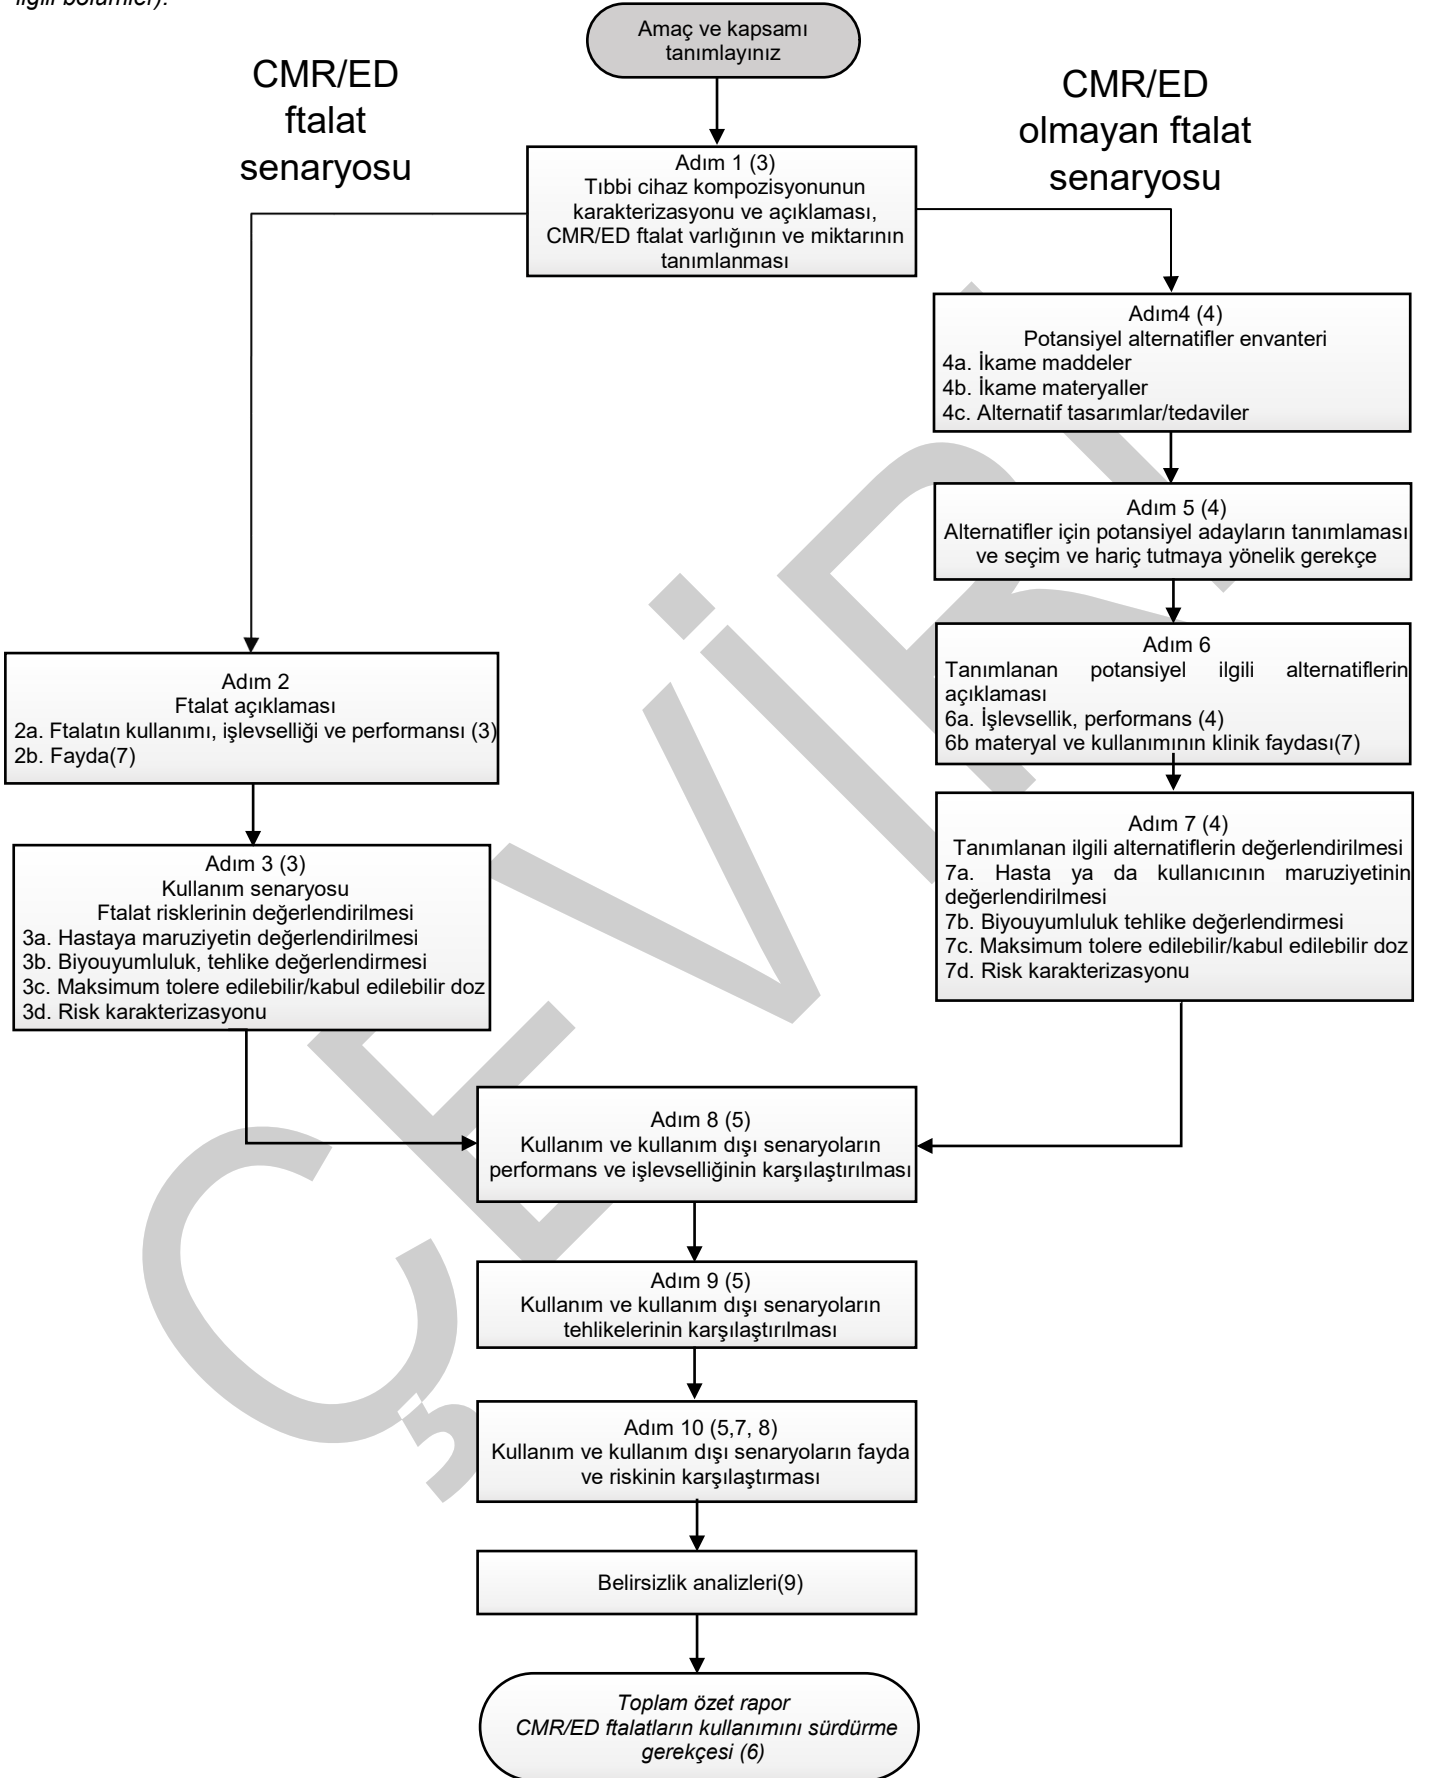 ilgili bölümler).
Amaç ve kapsamı
tanımlayınız
CMR/ED
ftalat
senaryosu
CMR/ED
olmayan ftalat
senaryosu
Adım 1 (3)
Tıbbi cihaz kompozisyonunun
karakterizasyonu ve açıklaması,
CMR/ED ftalat varlığının ve miktarının
tanımlanması
Adım4 (4)
Potansiyel alternatifler envanteri
4a. İkame maddeler
4b. İkame materyaller
4c. Alternatif tasarımlar/tedaviler
Adım 5 (4)
Alternatifler için potansiyel adayların tanımlaması
ve seçim ve hariç tutmaya yönelik gerekçe
Adım 6
Tanımlanan potansiyel ilgili alternatiflerin
açıklaması
6a. İşlevsellik, performans (4)
6b materyal ve kullanımının klinik faydası(7)
Adım 2
Ftalat açıklaması
2a. Ftalatın kullanımı, işlevselliği ve performansı (3)
2b. Fayda(7)
Adım 7 (4)
Tanımlanan ilgili alternatiflerin değerlendirilmesi
7a. Hasta ya da kullanıcının maruziyetinin
değerlendirilmesi
7b. Biyouyumluluk tehlike değerlendirmesi
7c. Maksimum tolere edilebilir/kabul edilebilir doz
7d. Risk karakterizasyonu
Adım 3 (3)
Kullanım senaryosu
Ftalat risklerinin değerlendirilmesi
3a. Hastaya maruziyetin değerlendirilmesi
3b. Biyouyumluluk, tehlike değerlendirmesi
3c. Maksimum tolere edilebilir/kabul edilebilir doz
3d. Risk karakterizasyonu
Adım 8 (5)
Kullanım ve kullanım dışı senaryoların
performans ve işlevselliğinin karşılaştırılması
Adım 9 (5)
Kullanım ve kullanım dışı senaryoların
tehlikelerinin karşılaştırılması
Adım 10 (5,7, 8)
Kullanım ve kullanım dışı senaryoların fayda
ve riskinin karşılaştırması
Belirsizlik analizleri(9)
Toplam özet rapor
CMR/ED ftalatların kullanımını sürdürme
gerekçesi (6)
ÇEVİRİ